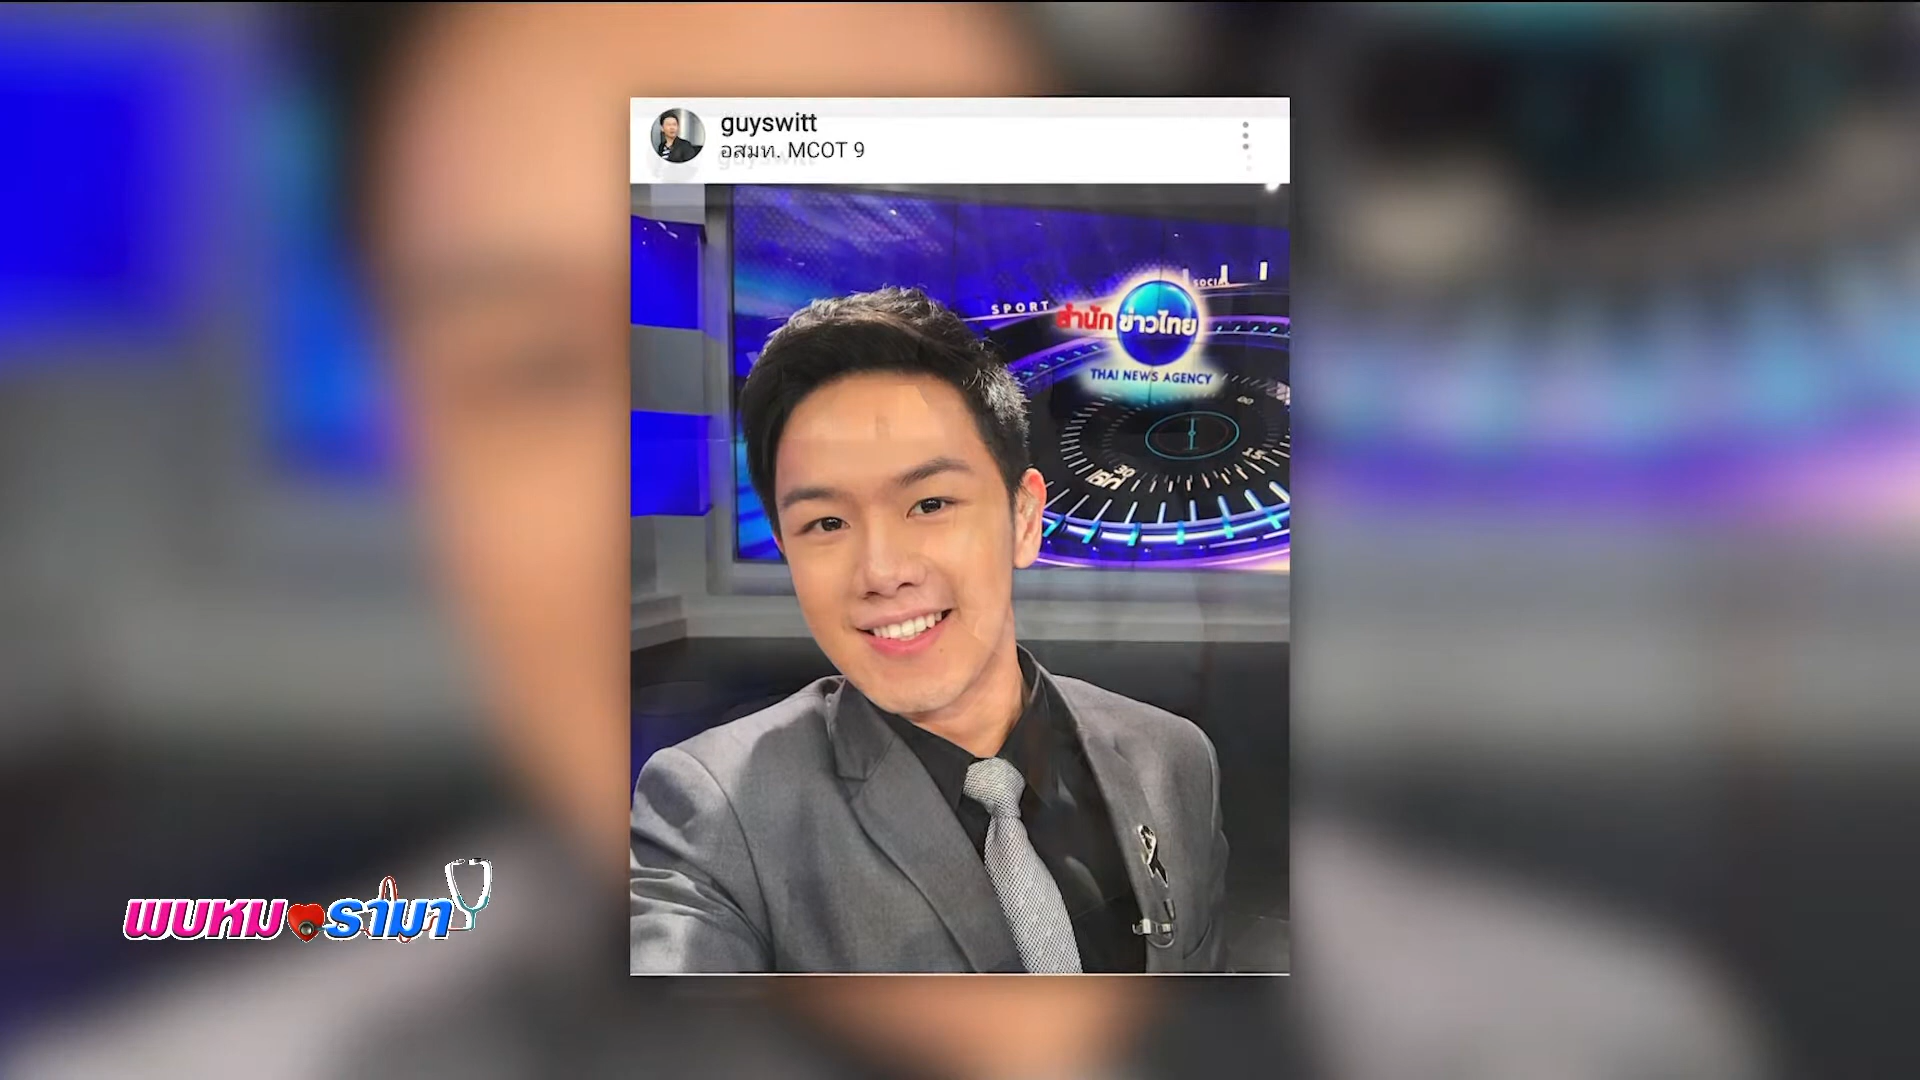 guyswitt
อสมท. MCOT 9
SPORT
SOCIAL
สำนักข่าวไทย
THAI NEWS AGENCY
พบหมอรามา